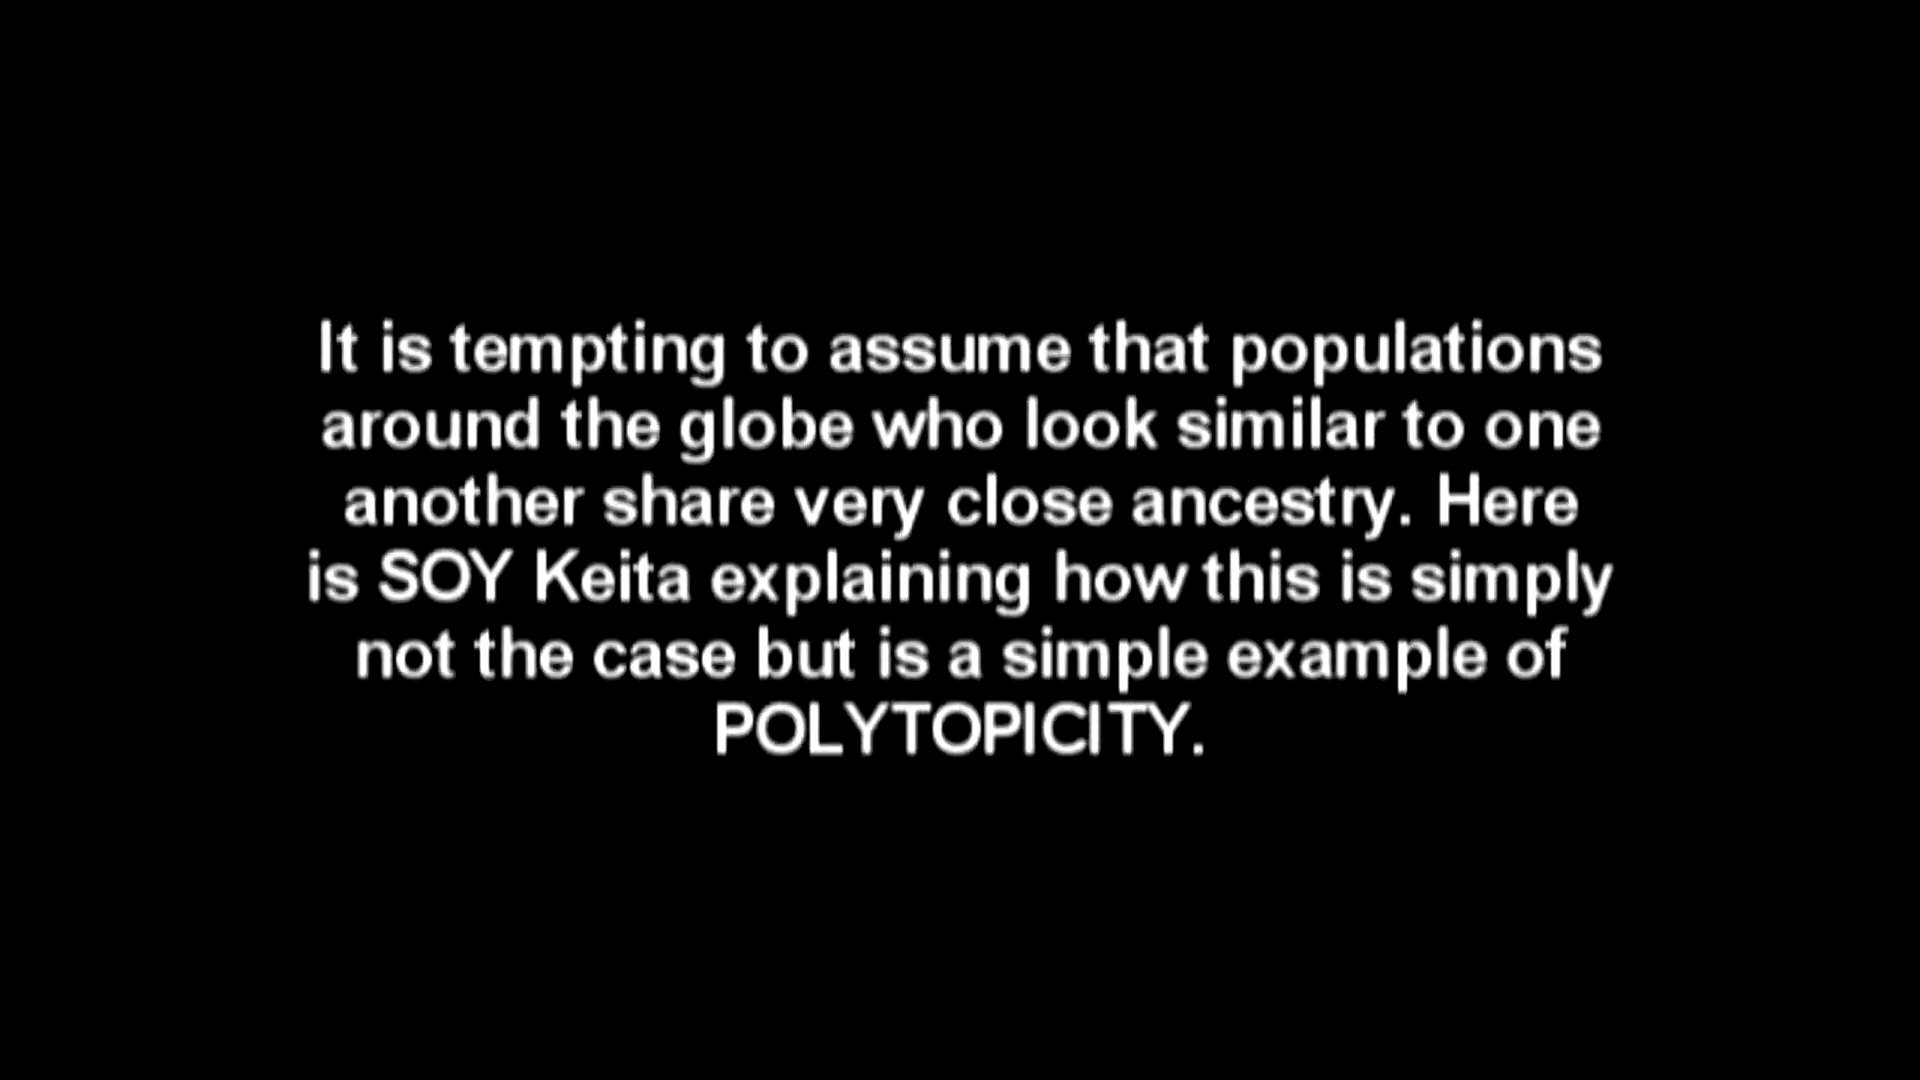 It is tempting to assume that populations
around the globe who look similar to one
another share very close ancestry. Here
is SOY Keita explaining how this is simply
not the case but is a simple example of
POLYTOPICITY.